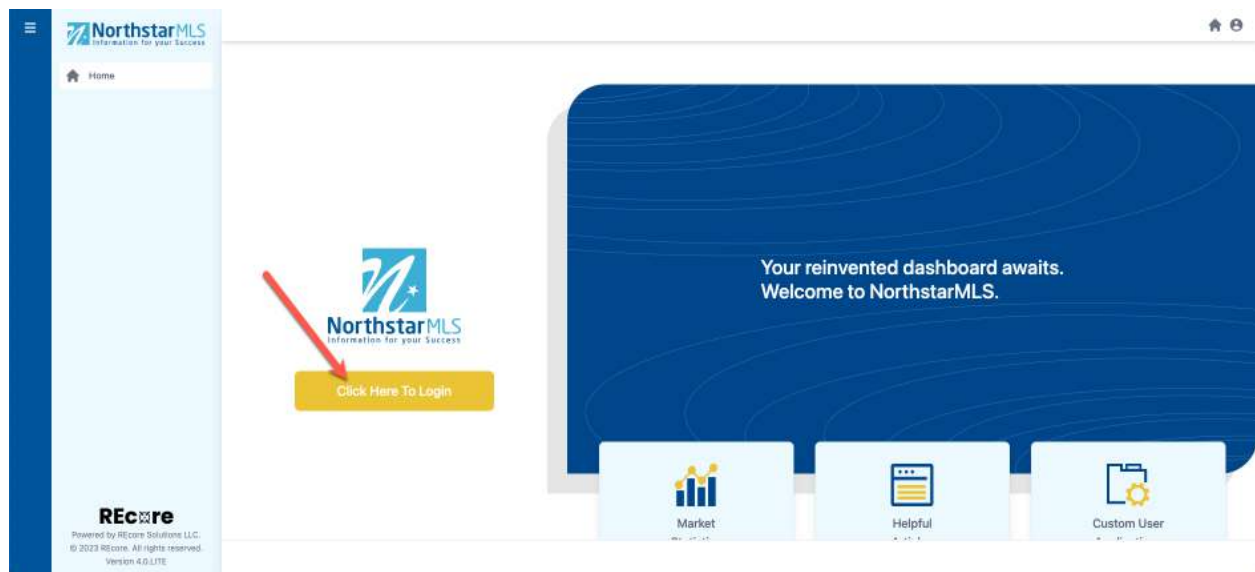 NorthstarMLS
Information for your Success
Home
NorthstarMLS
Information for your Success
Click Here To Login
Your reinvented dashboard awaits.
Welcome to NorthstarMLS.
Market
Helpful
Custom User
REcore
Powered by REcore Solutions LLC.
© 2023 REcore. All rights reserved.
Version 4.0.LITE